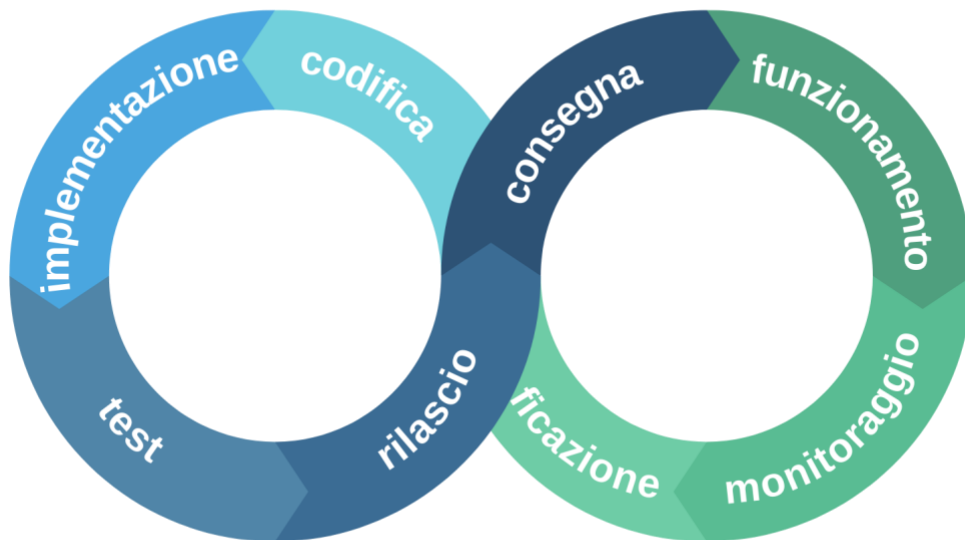 codifica
implementazione
test
rilascio
consegna
funzionamento
monitoraggio
ficazione